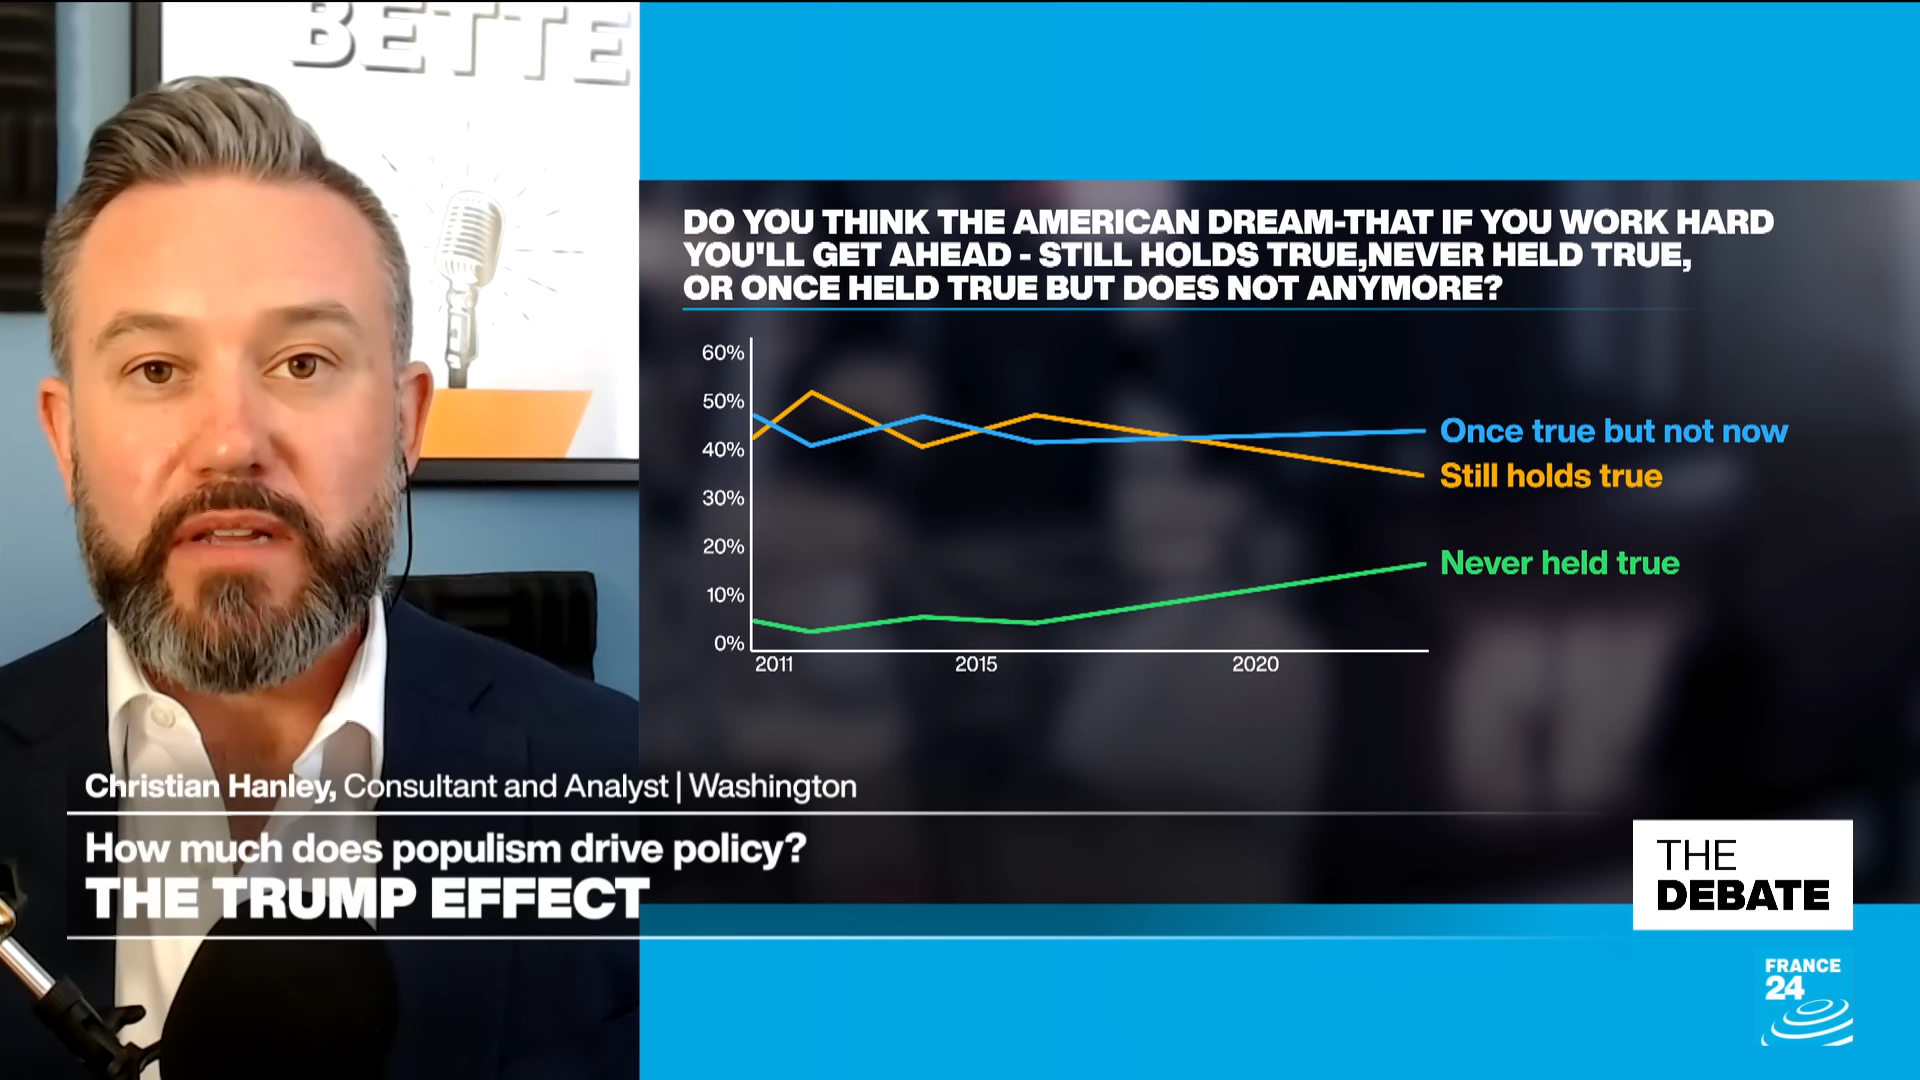 BETTE
DO YOU THINK THE AMERICAN DREAM-THAT IF YOU WORK HARD
YOU'LL GET AHEAD - STILL HOLDS TRUE,NEVER HELD TRUE,
OR ONCE HELD TRUE BUT DOES NOT ANYMORE?
60%
50%
40%
30%
20%
10%
0%
2011
2015
2020
Once true but not now
Still holds true
Never held true
Christian Hanley, Consultant and Analyst | Washington
How much does populism drive policy?
THE TRUMP EFFECT
THE
DEBATE
FRANCE
24